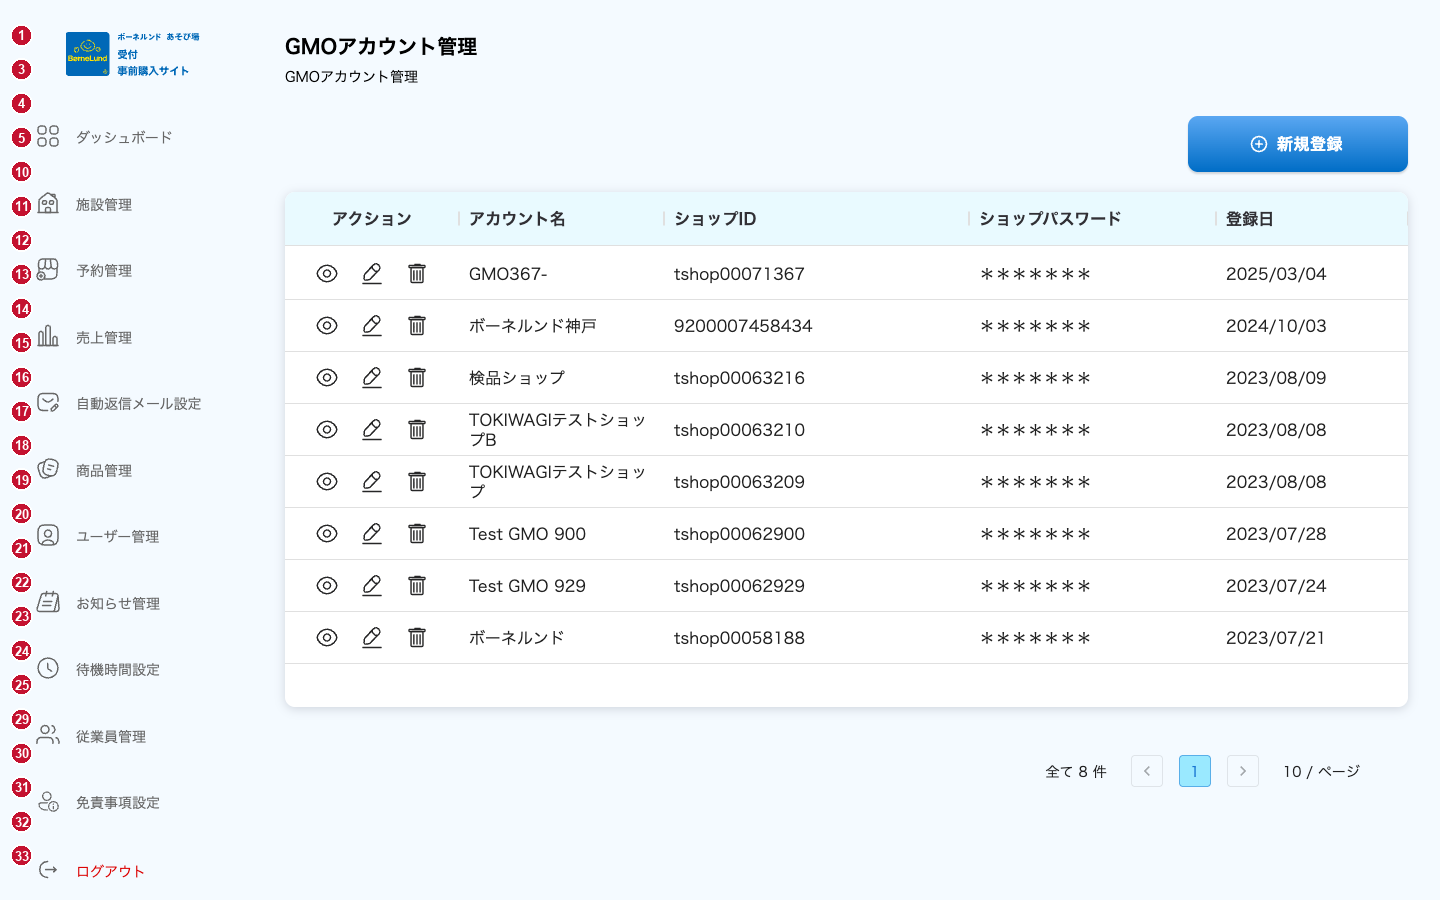 1
3
4
5
10
11
12
13
14
15
16
17
18
19
20
21
22
23
24
25
29
30
31
32
33
BørneLund
ボーネルンド あそび場
受付
事前購入サイト
ダッシュボード
施設管理
予約管理
売上管理
自動返信メール設定
商品管理
ユーザー管理
お知らせ管理
待機時間設定
従業員管理
免責事項設定
ログアウト
GMOアカウント管理
GMOアカウント管理
新規登録
アクション アカウント名 ショップID ショップパスワード 登録日
GMO367- tshop00071367 ******* 2025/03/04
ボーネルンド神戸 9200007458434 ******* 2024/10/03
検品ショップ tshop00063216 ******* 2023/08/09
TOKIWAGIテストショッ
プB tshop00063210 ******* 2023/08/08
TOKIWAGIテストショッ
プ tshop00063209 ******* 2023/08/08
Test GMO 900 tshop00062900 ******* 2023/07/28
Test GMO 929 tshop00062929 ******* 2023/07/24
ボーネルンド tshop00058188 ******* 2023/07/21
全て 8 件 1 10 / ページ